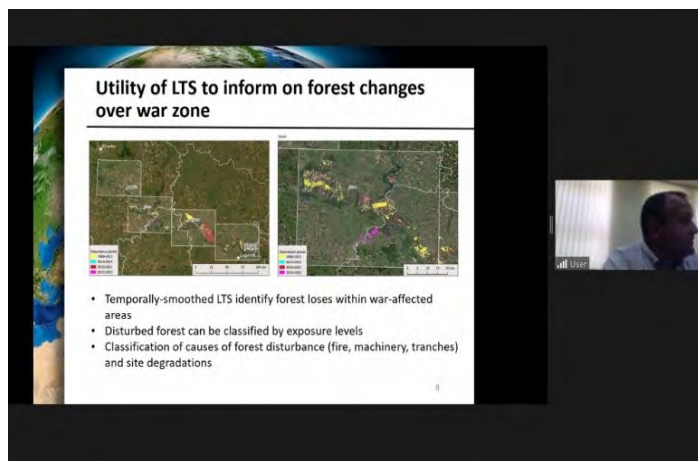 Utility of LTS to inform on forest changes
over war zone
• Temporally-smoothed LTS identify forest loses within war-affected
areas
• Disturbed forest can be classified by exposure levels
• Classification of causes of forest disturbance (fire, machinery, tranches)
and site degradations
8
User